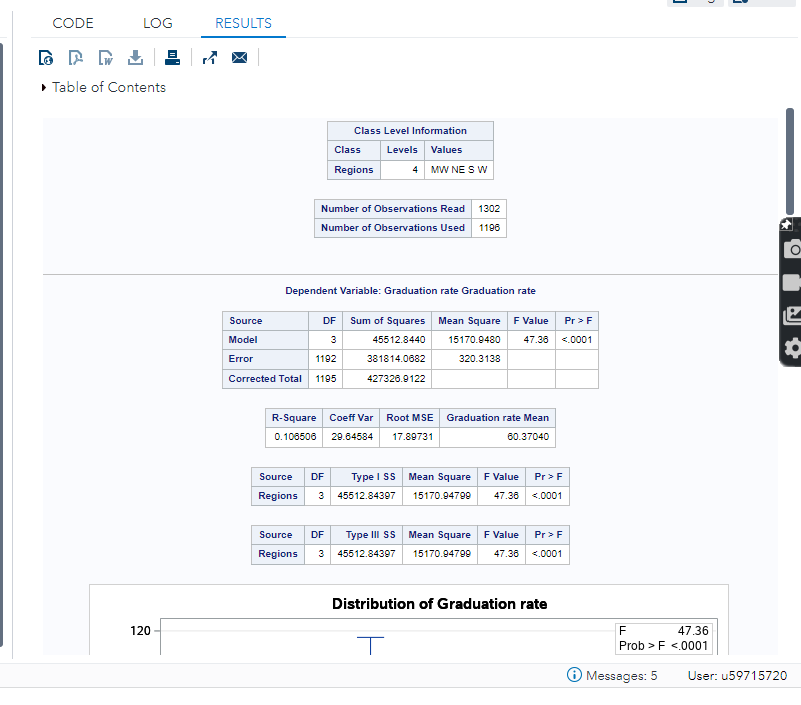 CODE LOG RESULTS
Table of Contents
Class Level Information
Class Levels Values
Regions 4 MW NE S W
Number of Observations Read 1302
Number of Observations Used 1196
Dependent Variable: Graduation rate Graduation rate
Source DF Sum of Squares Mean Square F Value Pr > F
Model 3 45512.8440 15170.9480 47.36 <.0001
Error 1192 381814.0682 320.3138
Corrected Total 1195 427326.9122
R-Square Coeff Var Root MSE Graduation rate Mean
0.106506 29.64584 17.89731 60.37040
Source DF Type I SS Mean Square F Value Pr > F
Regions 3 45512.84397 15170.94799 47.36 <.0001
Source DF Type III SS Mean Square F Value Pr > F
Regions 3 45512.84397 15170.94799 47.36 <.0001
Distribution of Graduation rate
120
F 47.36
Prob > F <.0001
Messages: 5 User: u59715720